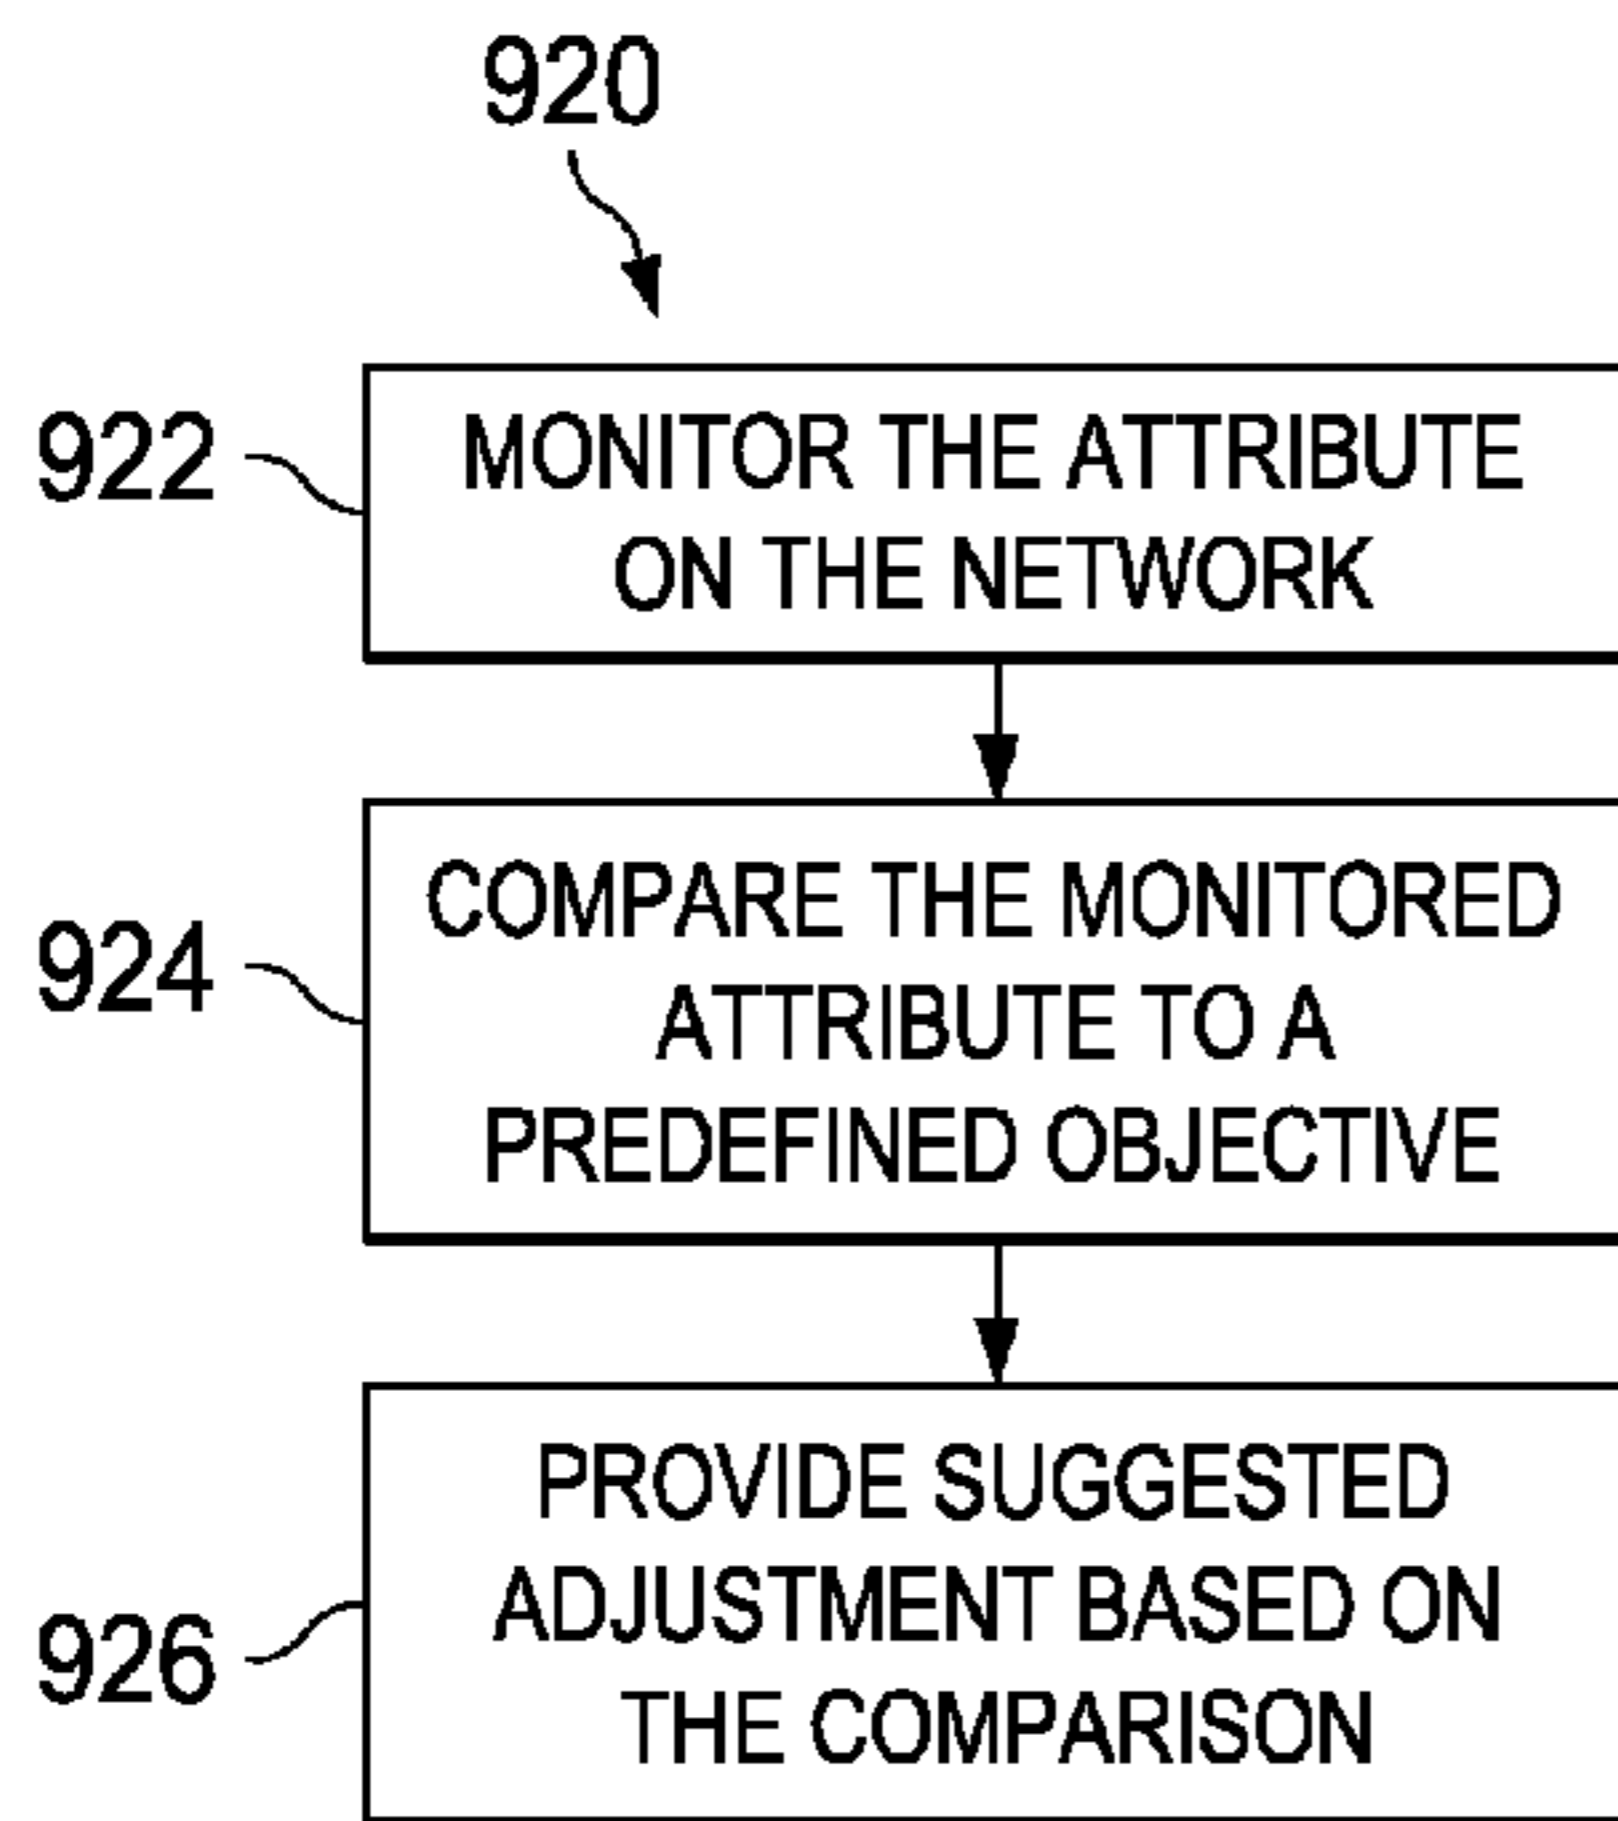 920
922
MONITOR THE ATTRIBUTE
ON THE NETWORK
924
COMPARE THE MONITORED
ATTRIBUTE TO A
PREDEFINED OBJECTIVE
926
PROVIDE SUGGESTED
ADJUSTMENT BASED ON
THE COMPARISON